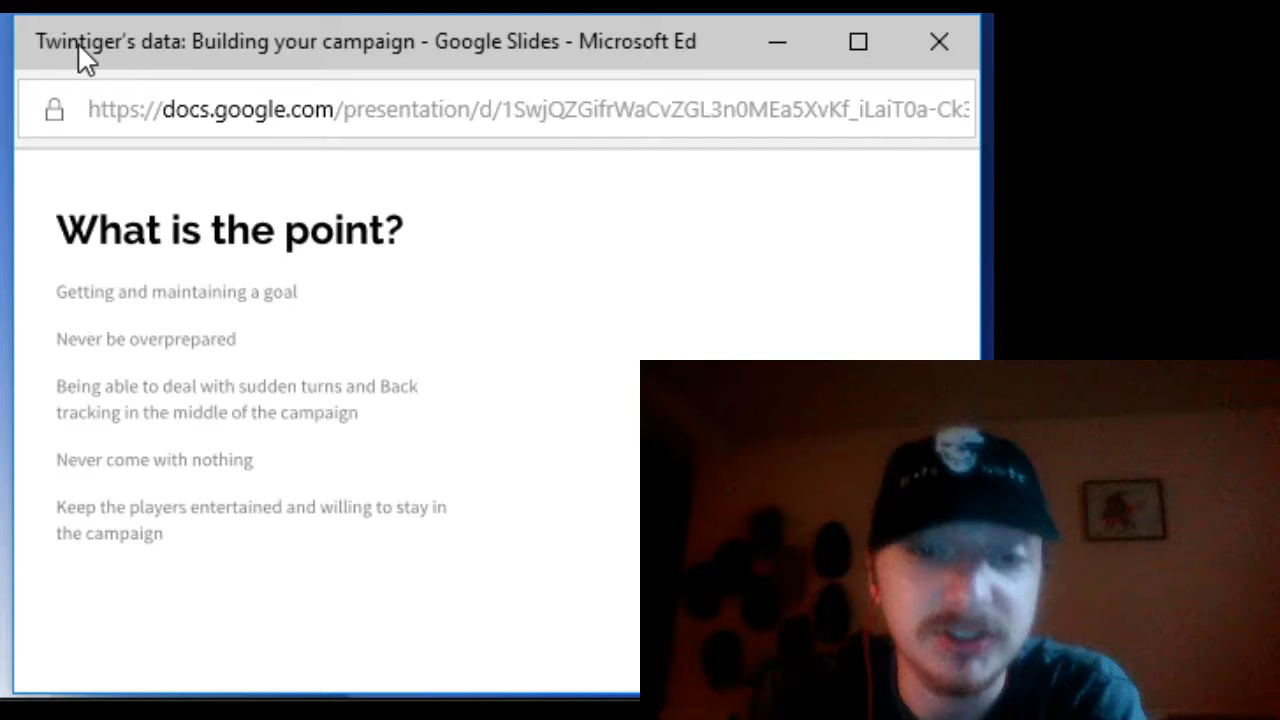 Twintiger's data: Building your campaign - Google Slides - Microsoft Ed
https://docs.google.com/presentation/d/1SwjQZGifrWaCvZGL3n0MEa5XvKf_iLaiT0a-Ck
What is the point?
Getting and maintaining a goal
Never be overprepared
Being able to deal with sudden turns and Back
tracking in the middle of the campaign
Never come with nothing
Keep the players entertained and willing to stay in
the campaign